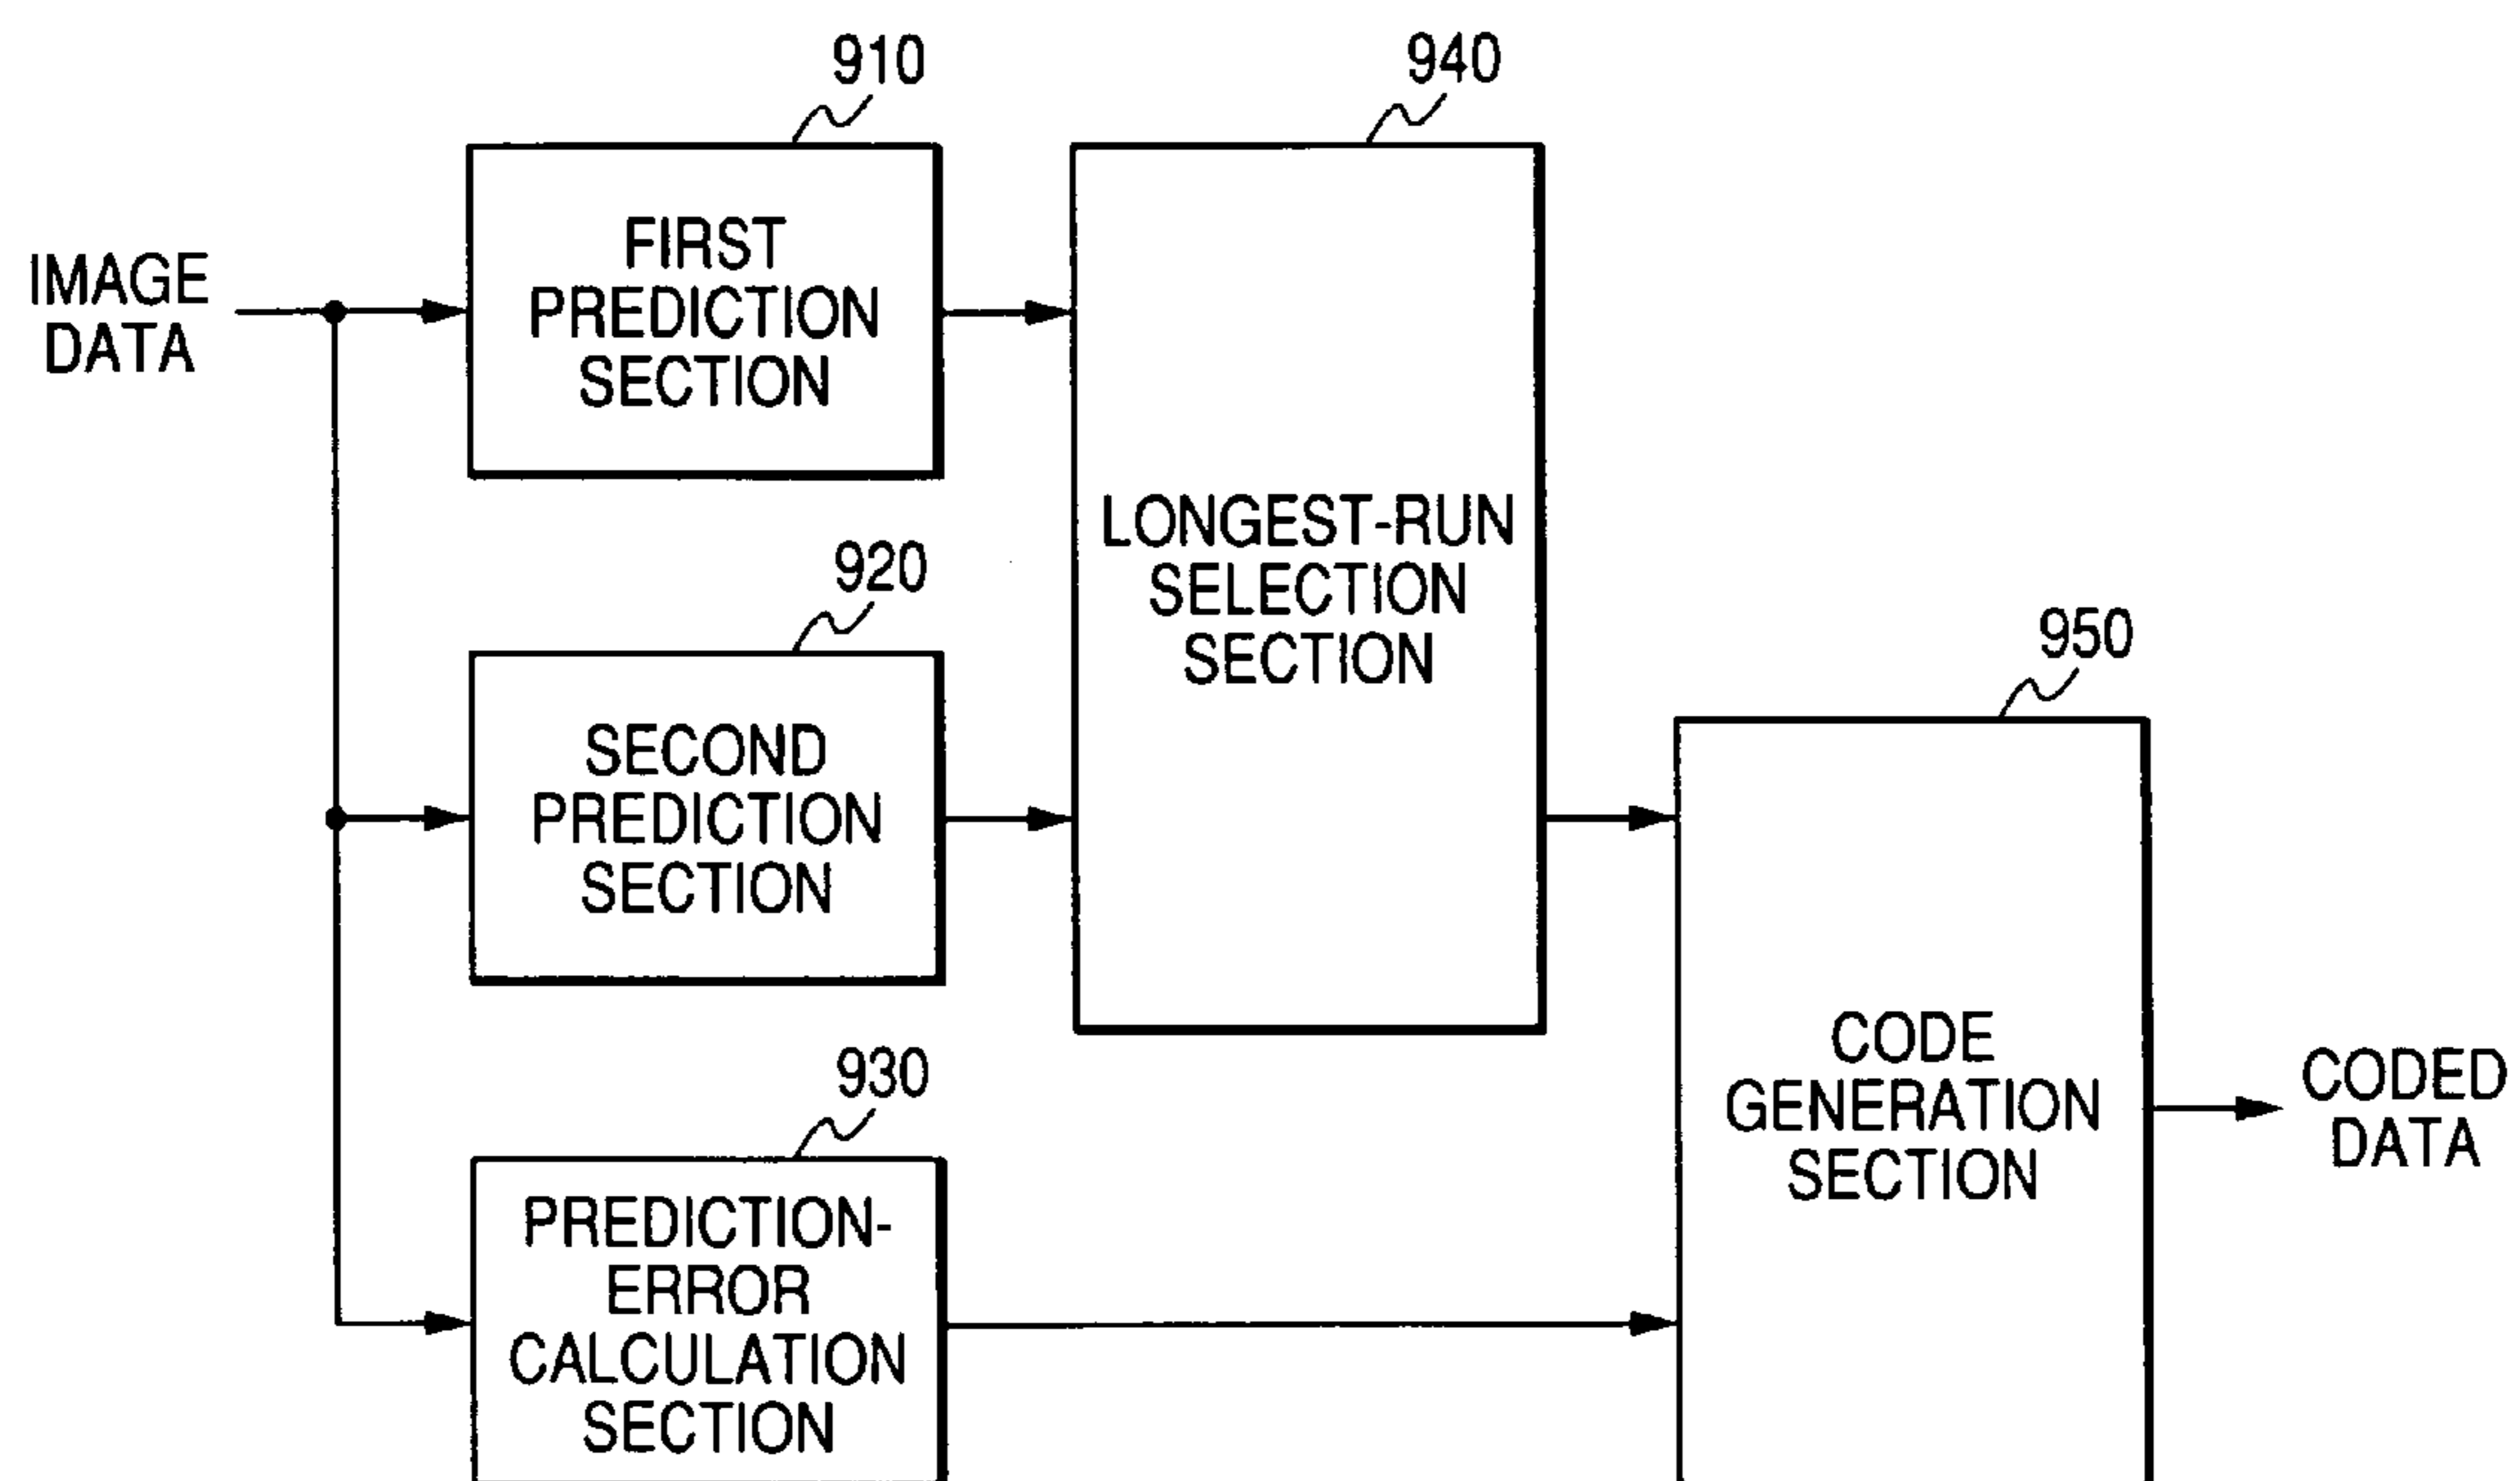 910
940
IMAGE
DATA
FIRST
PREDICTION
SECTION
LONGEST-RUN
SELECTION
SECTION
920
950
SECOND
PREDICTION
SECTION
930
CODE
GENERATION
SECTION
CODED
DATA
PREDICTION-
ERROR
CALCULATION
SECTION